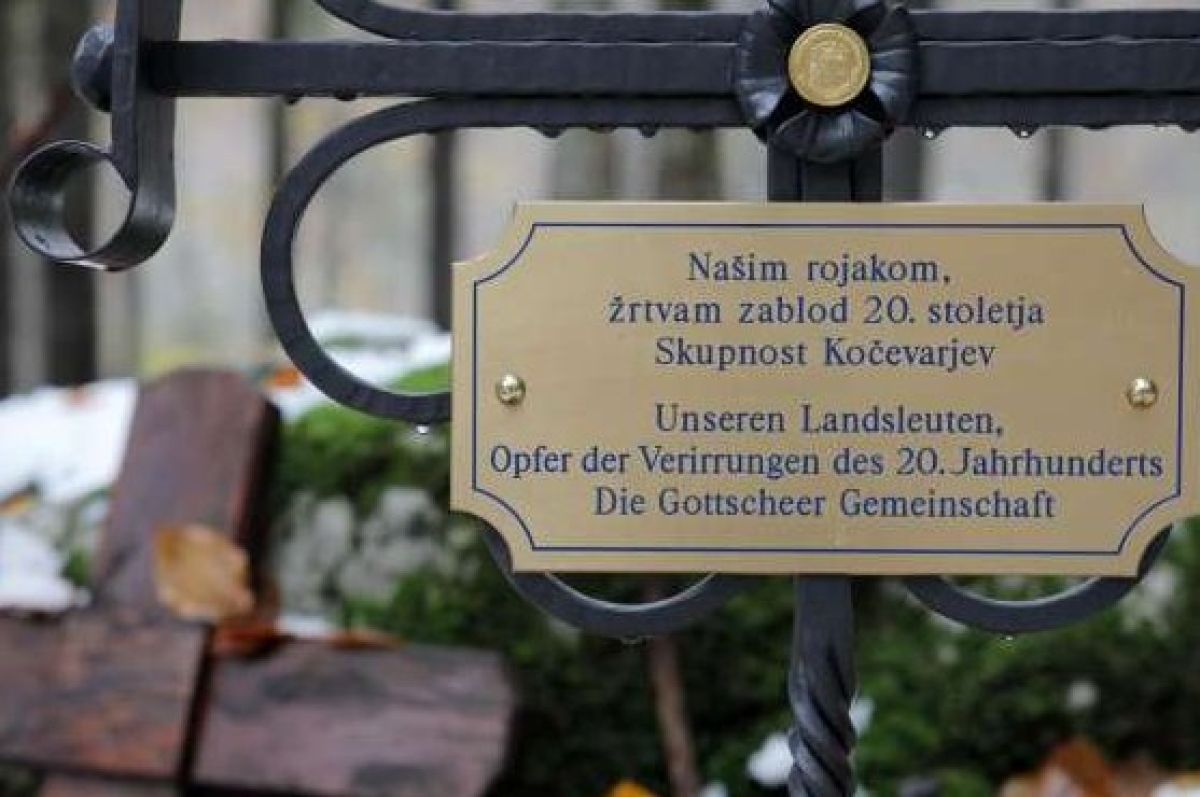 Našim rojakom,
žrtvam zablod 20. stoletja
Skupnost Kočevarjev
Unseren Landsleuten,
Opfer der Verirrungen des 20. Jahrhunderts
Die Gottscheer Gemeinschaft